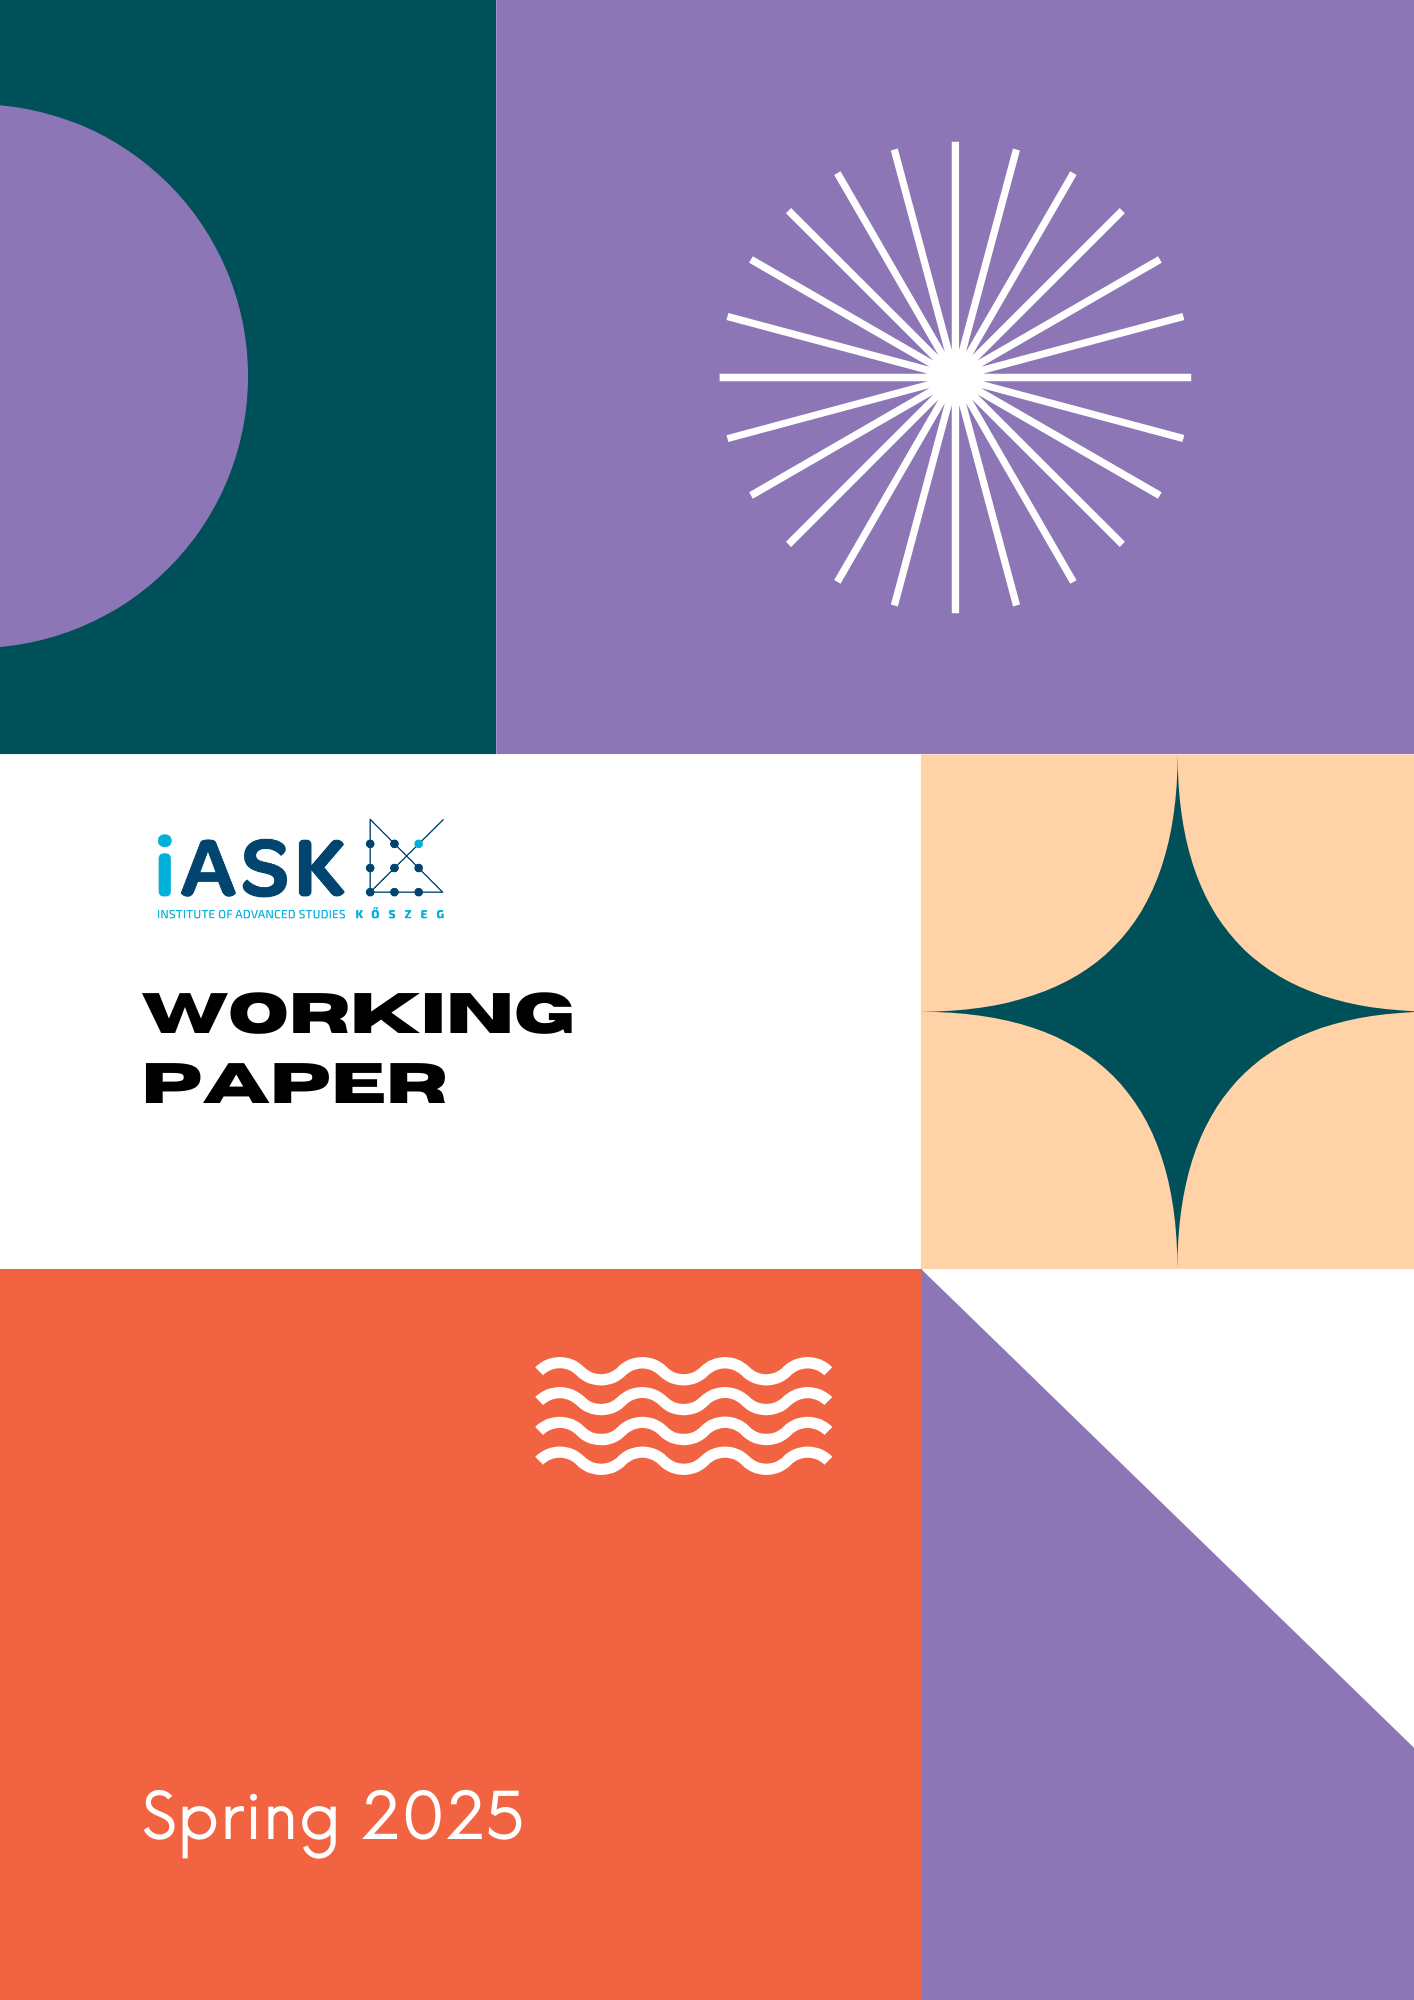 iASK
INSTITUTE OF ADVANCED STUDIES KŐSZEG
WORKING
PAPER
Spring 2025